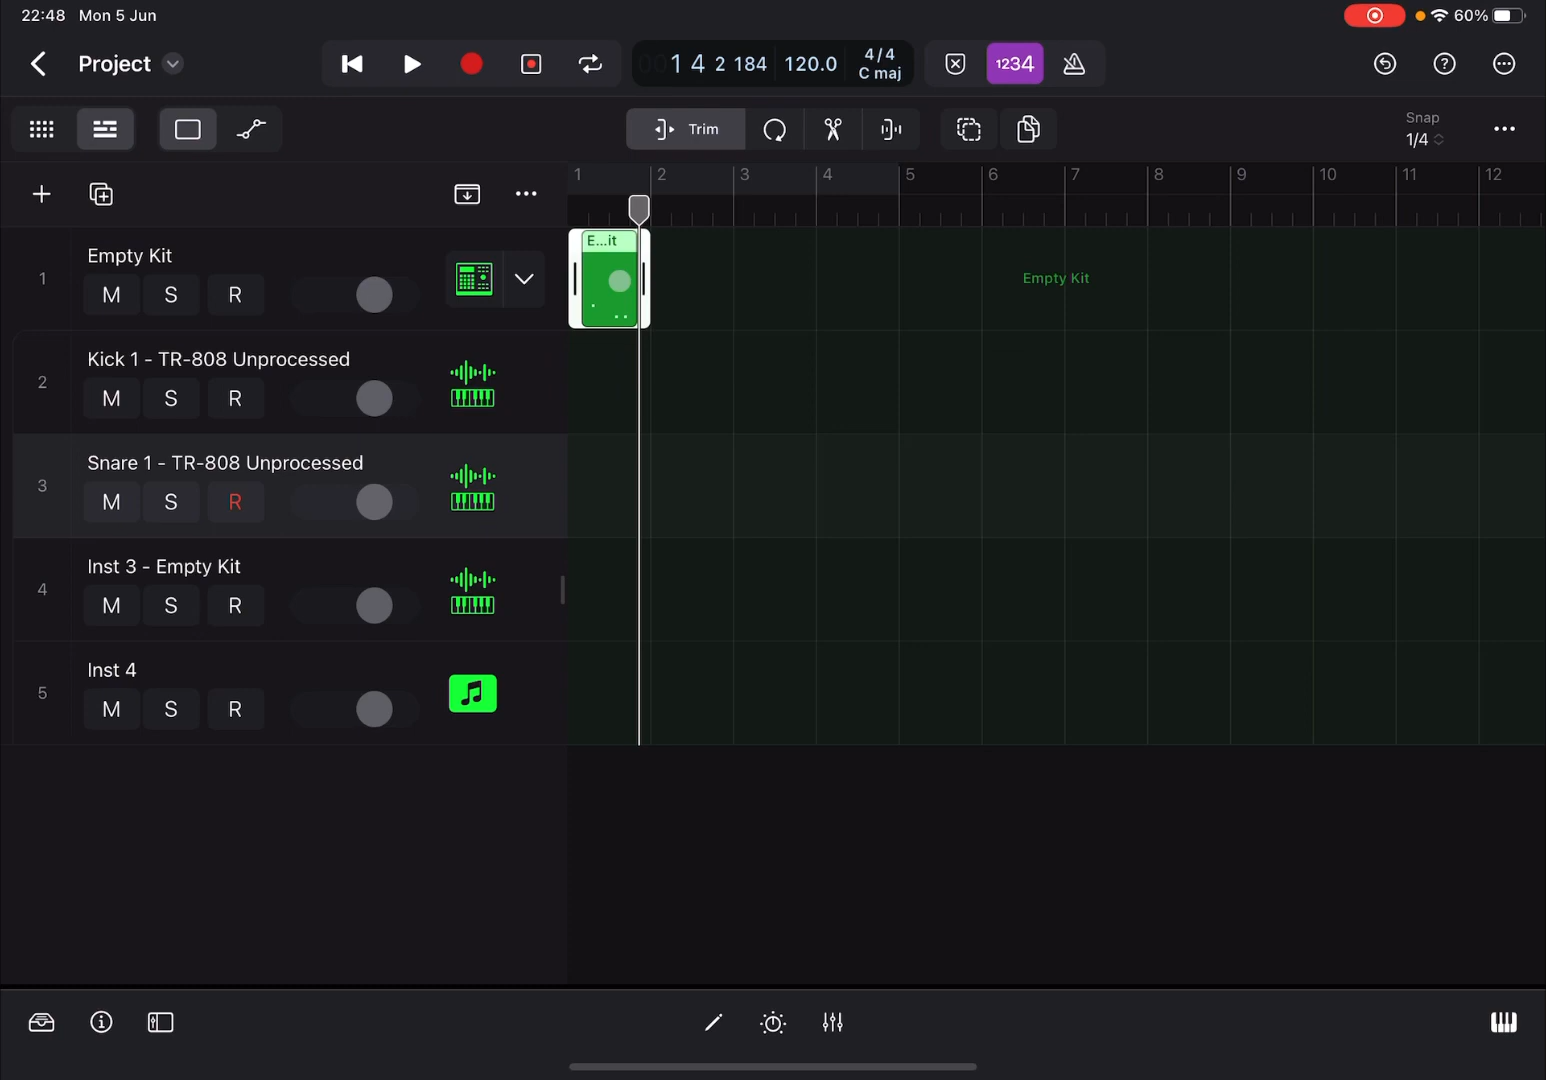 22:48 Mon 5 Jun
60%
Project
001 4 2 184 120.0 4/4
C maj
1234
Trim
Snap
1/4
1 2 3 4 5 6 7 8 9 10 11 12
1
Empty Kit
M S R
E...it
Empty Kit
2
Kick 1 - TR-808 Unprocessed
M S R
3
Snare 1 - TR-808 Unprocessed
M S R
4
Inst 3 - Empty Kit
M S R
5
Inst 4
M S R